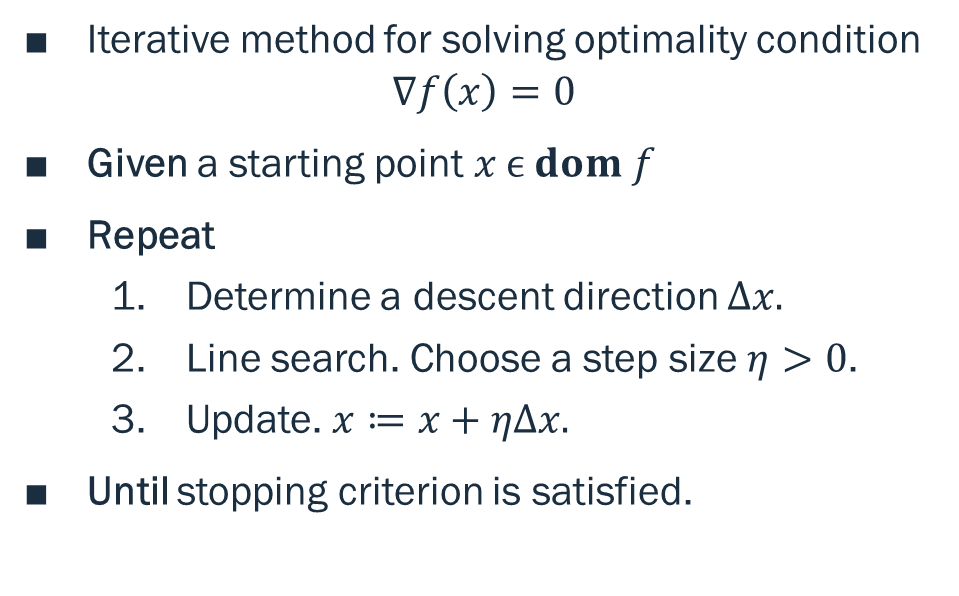 ▪ Iterative method for solving optimality condition
∇f(x) = 0
▪ Given a starting point x ϵ dom f
▪ Repeat
1. Determine a descent direction Δx.
2. Line search. Choose a step size η > 0.
3. Update. x ≔ x + ηΔx.
▪ Until stopping criterion is satisfied.